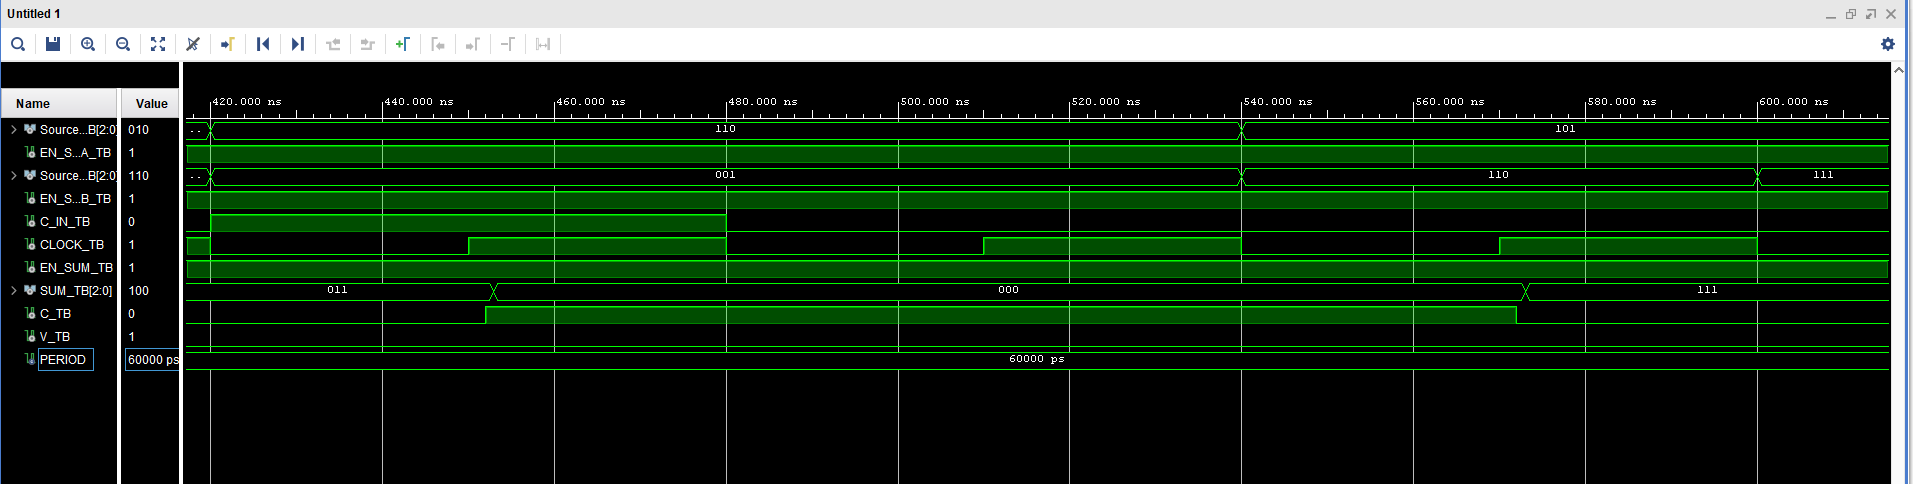 Untitled 1
Name Value
420.000 ns 440.000 ns 460.000 ns 480.000 ns 500.000 ns 520.000 ns 540.000 ns 560.000 ns 580.000 ns 600.000 ns
Source...B[2:0] 010 .. 110 101
EN_S...A_TB 1
Source...B[2:0] 110 .. 001 110 111
EN_S...B_TB 1
C_IN_TB 0
CLOCK_TB 1
EN_SUM_TB 1
SUM_TB[2:0] 100 011 000 111
C_TB 0
V_TB 1
PERIOD 60000 ps 60000 ps